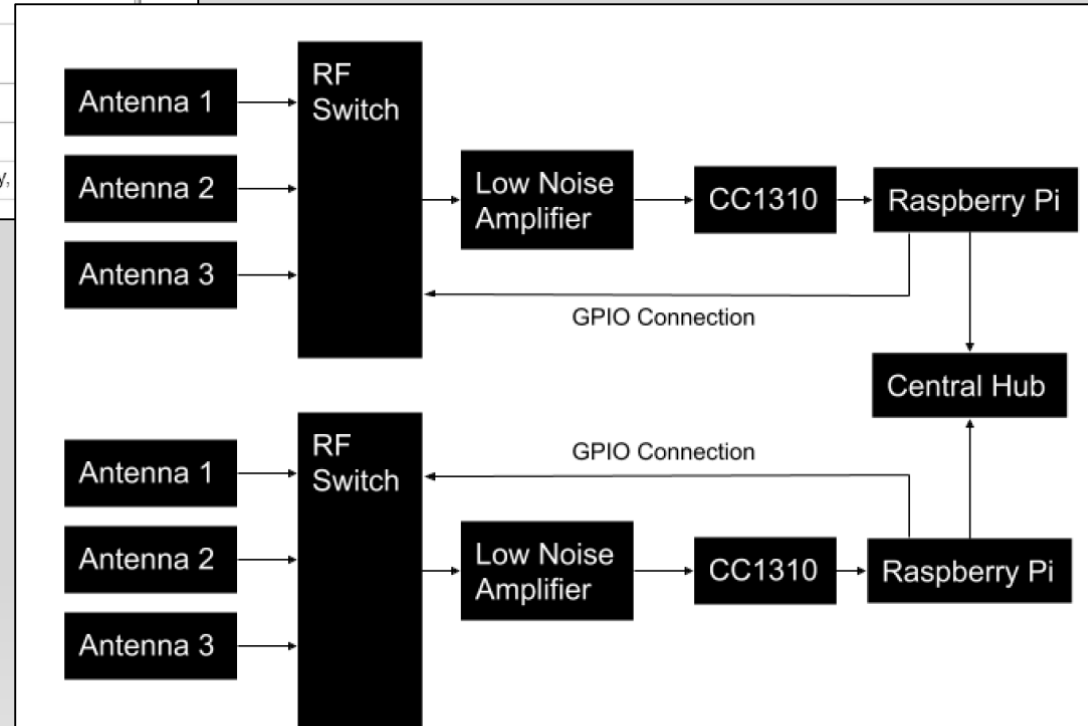 y,
Antenna 1
Antenna 2
Antenna 3
RF
Switch
Low Noise
Amplifier
CC1310
Raspberry Pi
GPIO Connection
Central Hub
Antenna 1
Antenna 2
Antenna 3
RF
Switch
GPIO Connection
Low Noise
Amplifier
CC1310
Raspberry Pi